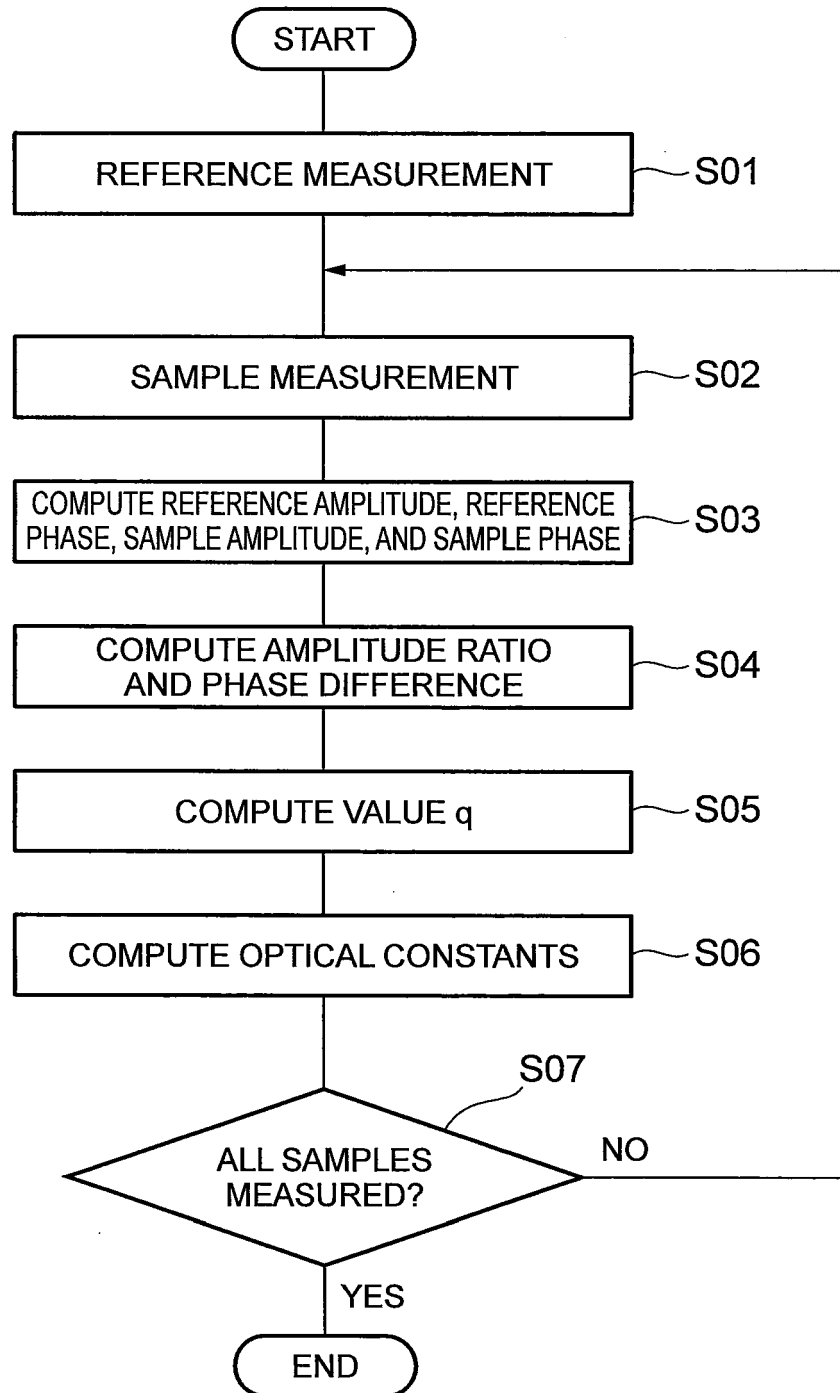 START
REFERENCE MEASUREMENT
S01
SAMPLE MEASUREMENT
S02
COMPUTE REFERENCE AMPLITUDE, REFERENCE
PHASE, SAMPLE AMPLITUDE, AND SAMPLE PHASE
S03
COMPUTE AMPLITUDE RATIO
AND PHASE DIFFERENCE
S04
COMPUTE VALUE q
S05
COMPUTE OPTICAL CONSTANTS
S06
S07
ALL SAMPLES
MEASURED?
NO
YES
END